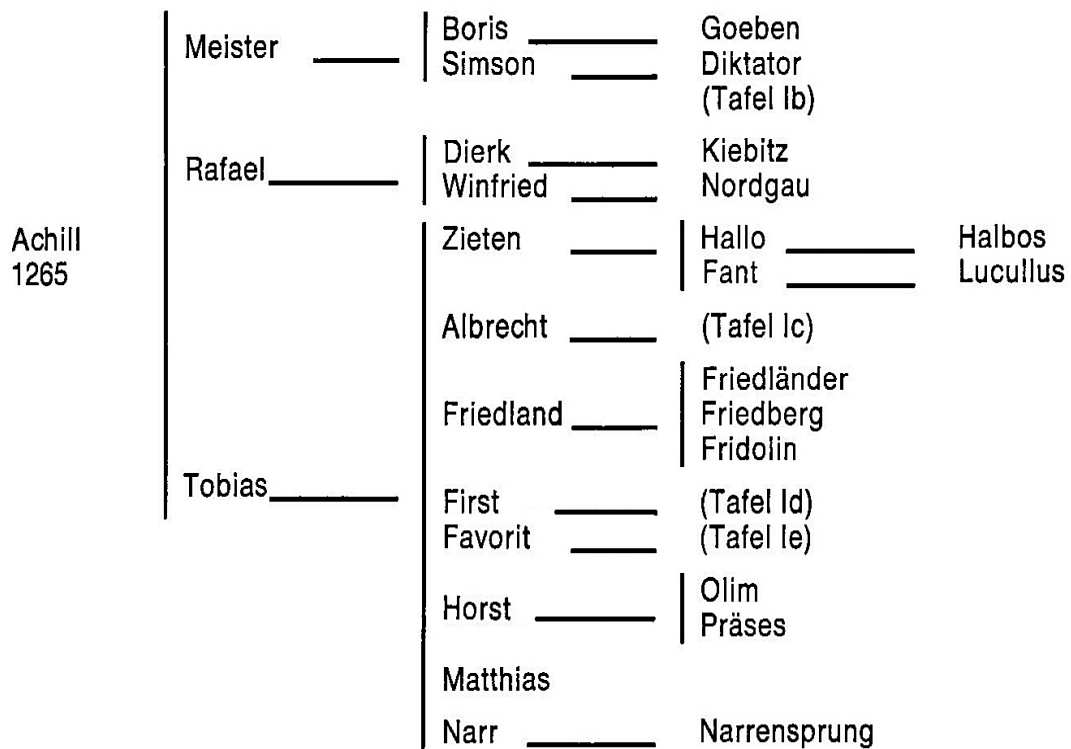 Boris Goeben
Meister Simson Diktator
(Tafel Ib)
Dierk Kiebitz
Rafael Winfried Nordgau
Achill Zieten Hallo Halbos
1265 Fant Lucullus
Albrecht (Tafel Ic)
Friedländer
Friedland Friedberg
Fridolin
Tobias First (Tafel Id)
Favorit (Tafel Ie)
Olim
Horst Präses
Matthias
Narr Narrensprung